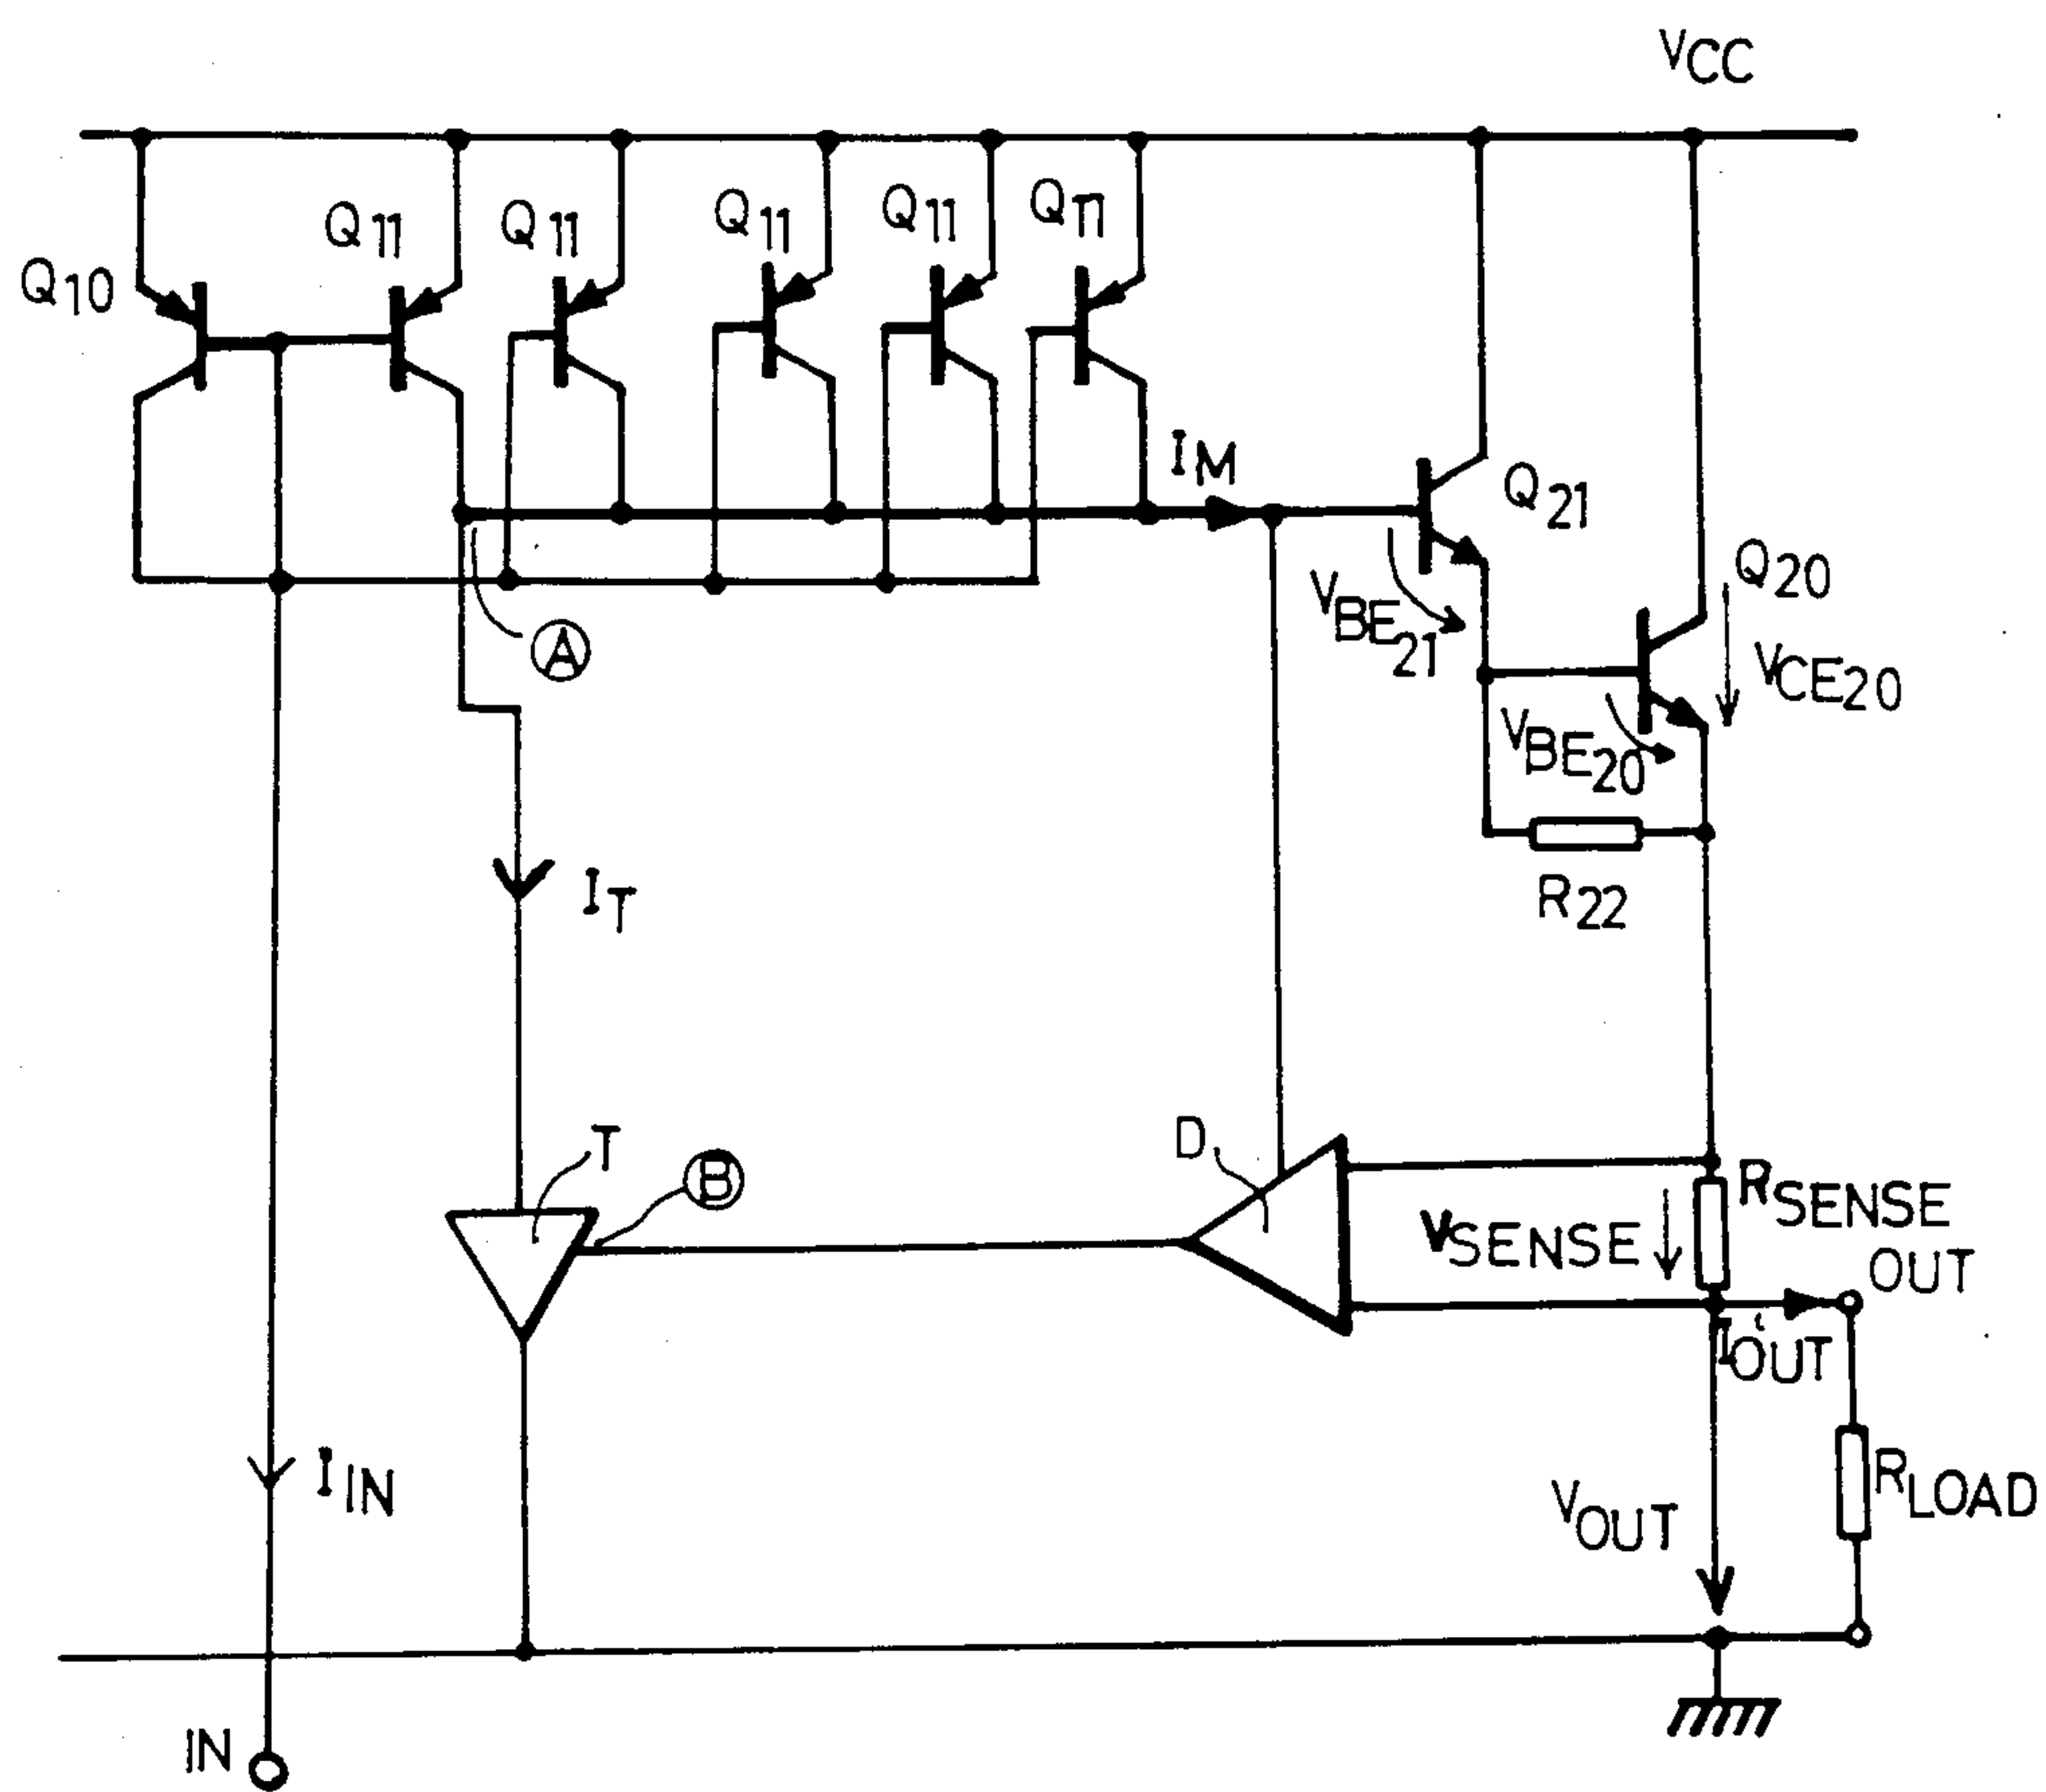 VCC
Q11
Q11
Q11
Q11
Q11
Q10
IM
Q21
Q20
VBE21
A
VCE20
VBE20
IT
R22
T
B
D
RSENSE
VSENSE
OUT
IOUT
IIN
RLOAD
VOUT
IN